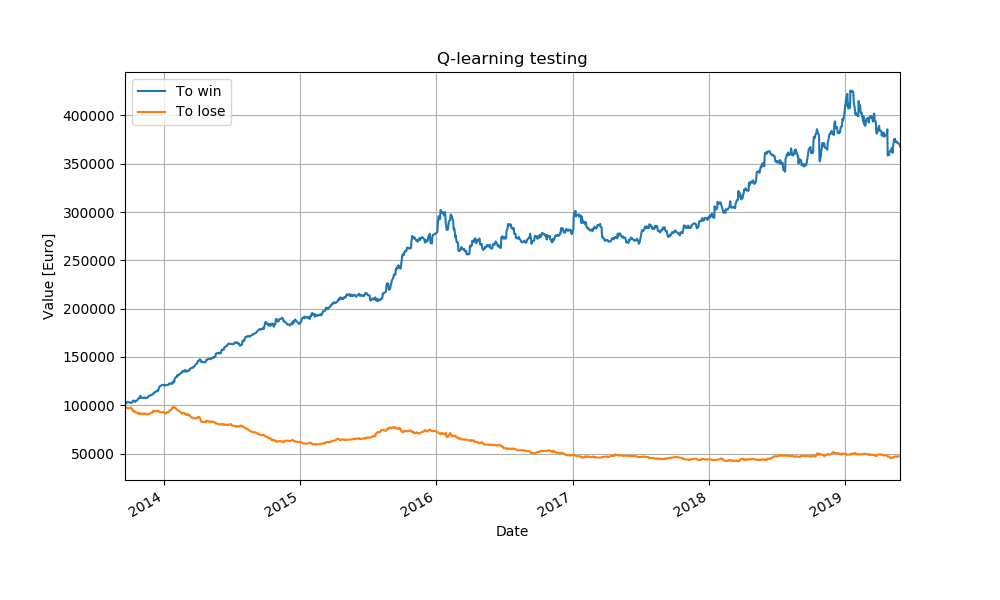 Q-learning testing
To win
To lose
400000
350000
300000
250000
200000
150000
100000
50000
Value [Euro]
2014
2015
2016
2017
2018
2019
Date